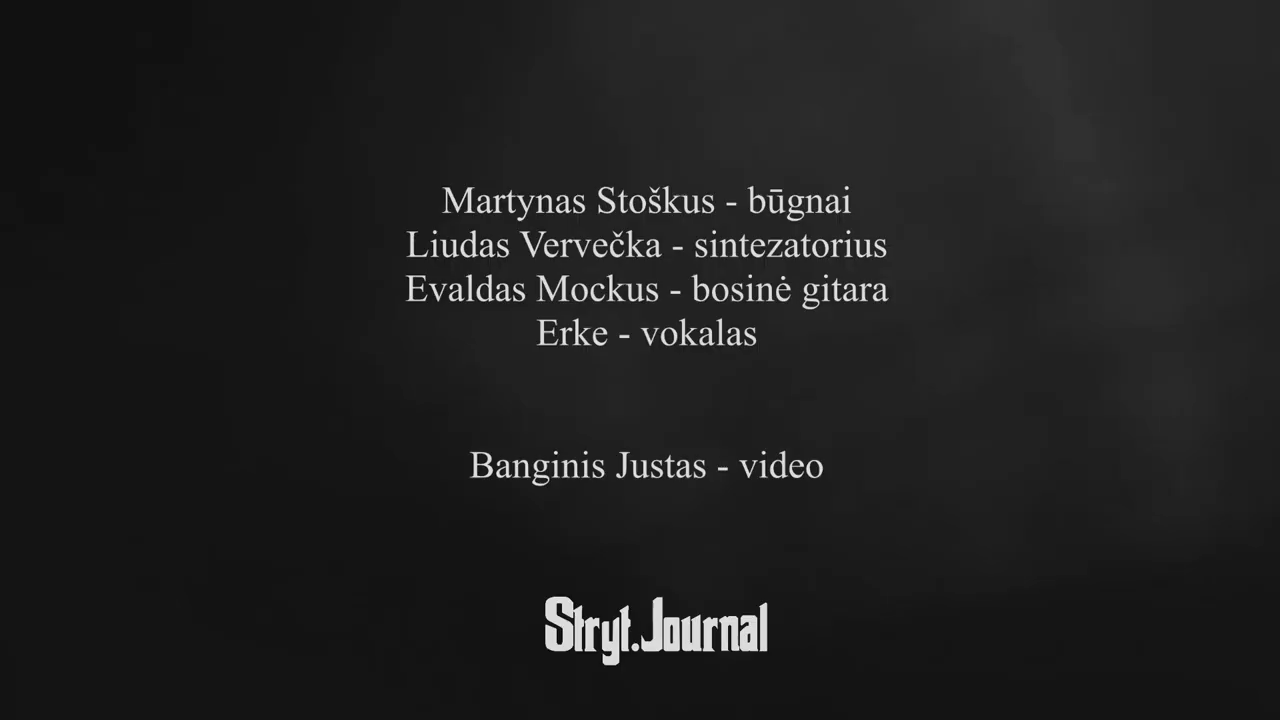 Martynas Stoškus - būgnai
Liudas Vervečka - sintezatorius
Evaldas Mockus - bosinė gitara
Erke - vokalas
Banginis Justas - video
Stryt.Journal